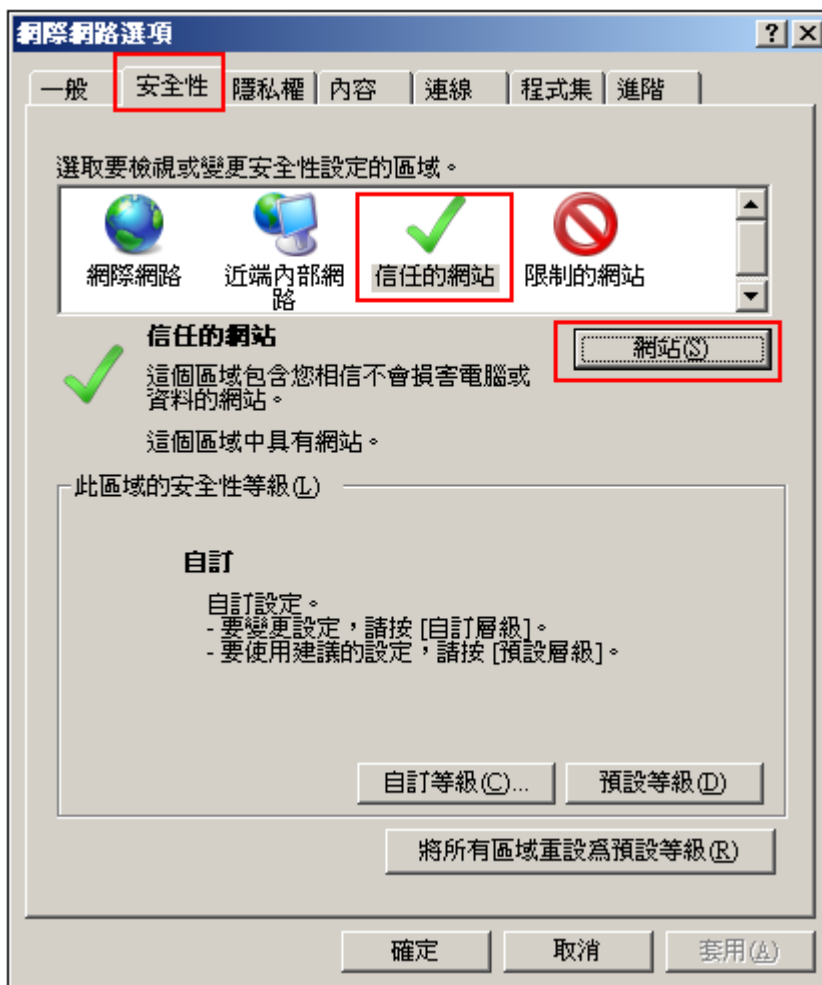 網際網路選項
一般 安全性 隱私權 內容 連線 程式集 進階
選取要檢視或變更安全性設定的區域。
網際網路 近端內部網路 信任的網站 限制的網站
信任的網站
網站(S)
這個區域包含您相信不會損害電腦或
資料的網站。
這個區域中具有網站。
此區域的安全性等級(L)
自訂
自訂設定。
- 要變更設定，請按 [自訂層級]。
- 要使用建議的設定，請按 [預設層級]。
自訂等級(C)... 預設等級(D)
將所有區域重設為預設等級(R)
確定 取消 套用(A)